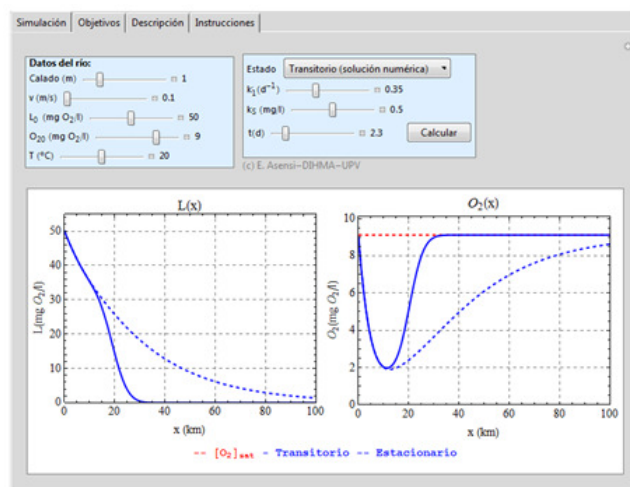 Simulación Objetivos Descripción Instrucciones
Datos del río:
Calado (m) 1
v (m/s) 0.1
L0 (mg O2/l) 50
O20 (mg O2/l) 9
T (°C) 20
Estado Transitorio (solución numérica)
k1(d-1) 0.35
ks(mg/l) 0.5
t(d) 2.3 Calcular
(c) E. Asensi-DIHMA-UPV
L(x)
L(mg O2/l)
50
40
30
20
10
0
0 20 40 60 80 100
x (km)
O2(x)
O2(mg O2/l)
10
8
6
4
2
0
0 20 40 60 80 100
x (km)
-- [O2]sat - Transitorio -- Estacionario